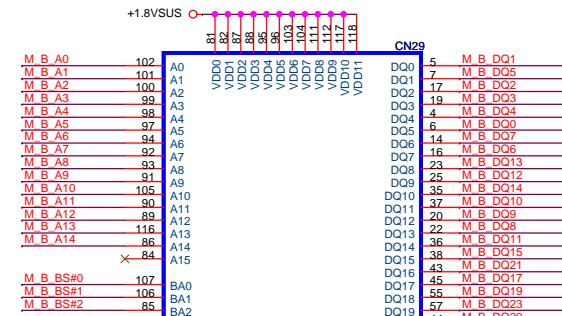 +1.8VSUS
81 82 87 88 95 96 103 104 111 112 117 118
CN29
VDD0 VDD1 VDD2 VDD3 VDD4 VDD5 VDD6 VDD7 VDD8 VDD9 VDD10 VDD11
M_B_A0 102 A0 DQ0 5 M_B_DQ1
M_B_A1 101 A1 DQ1 7 M_B_DQ5
M_B_A2 100 A2 DQ2 17 M_B_DQ2
M_B_A3 99 A3 DQ3 19 M_B_DQ3
M_B_A4 98 A4 DQ4 4 M_B_DQ4
M_B_A5 97 A5 DQ5 6 M_B_DQ0
M_B_A6 94 A6 DQ6 14 M_B_DQ7
M_B_A7 92 A7 DQ7 16 M_B_DQ6
M_B_A8 93 A8 DQ8 23 M_B_DQ13
M_B_A9 91 A9 DQ9 25 M_B_DQ12
M_B_A10 105 A10 DQ10 35 M_B_DQ14
M_B_A11 90 A11 DQ11 37 M_B_DQ10
M_B_A12 89 A12 DQ12 20 M_B_DQ9
M_B_A13 116 A13 DQ13 22 M_B_DQ8
M_B_A14 86 A14 DQ14 36 M_B_DQ11
84 A15 DQ15 38 M_B_DQ15
DQ16 43 M_B_DQ21
M_B_BS#0 107 BA0 DQ17 45 M_B_DQ17
M_B_BS#1 106 BA1 DQ18 55 M_B_DQ19
M_B_BS#2 85 BA2 DQ19 57 M_B_DQ23